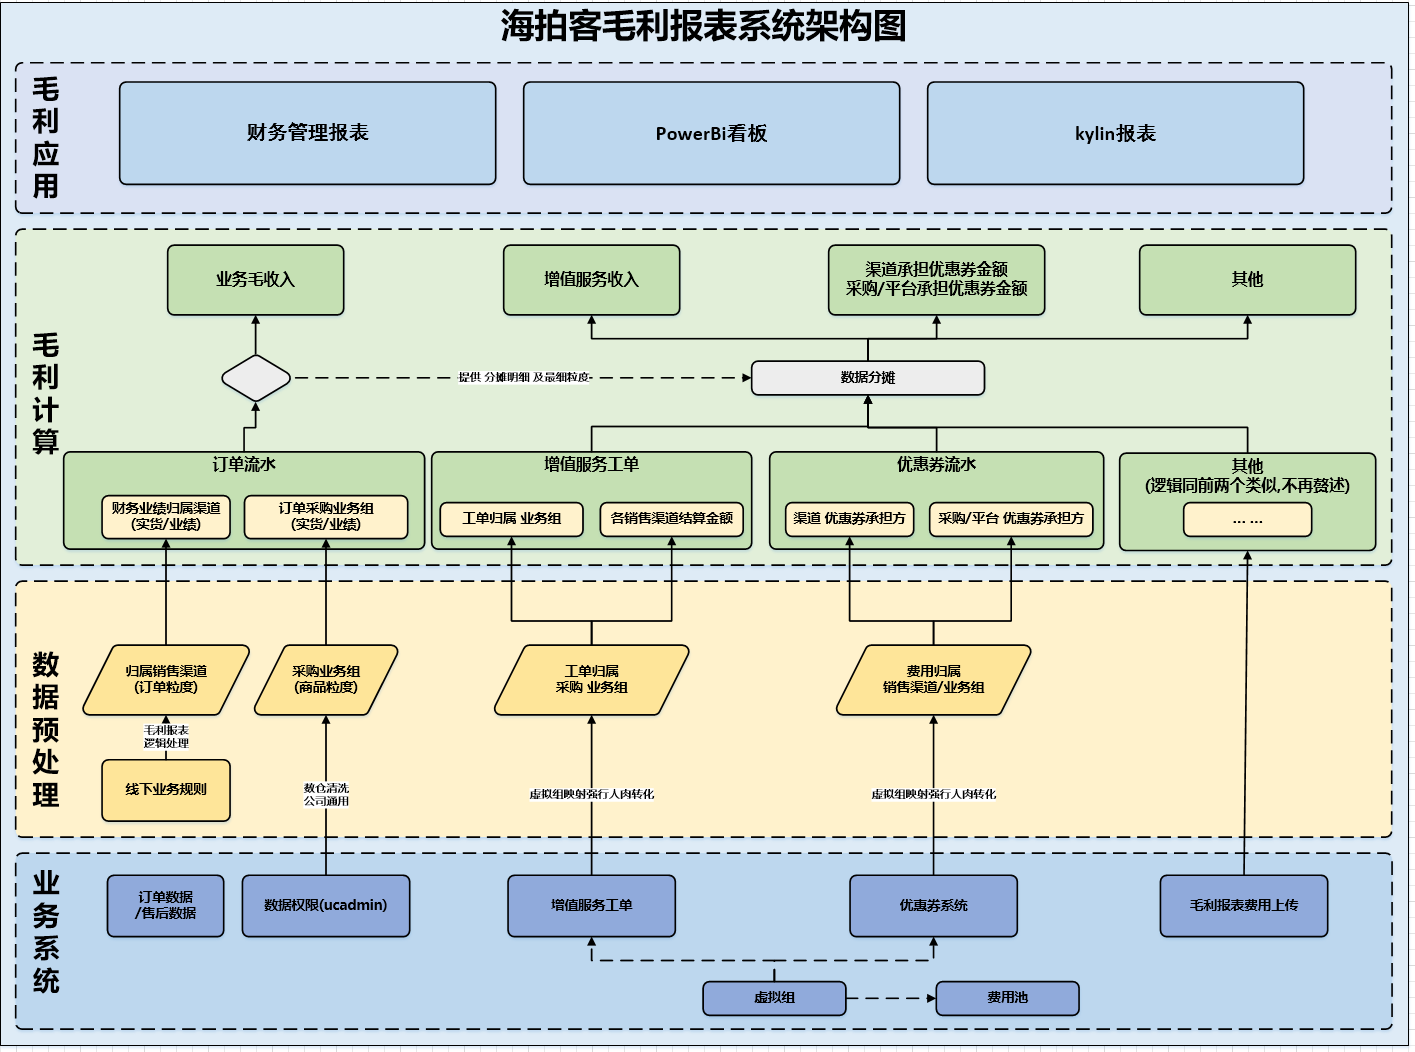 海拍客毛利报表系统架构图
毛利应用
财务管理报表
PowerBi看板
kylin报表
毛利计算
业务毛收入
增值服务收入
渠道承担优惠券金额
采购/平台承担优惠券金额
其他
提供 分摊明细 及最细粒度
数据分摊
订单流水
财务业绩归属渠道
(实货/业绩)
订单采购业务组
(实货/业绩)
增值服务工单
工单归属 业务组
各销售渠道结算金额
优惠券流水
渠道 优惠券承担方
采购/平台 优惠券承担方
其他
(逻辑同前两个类似,不再赘述)
... ...
数据预处理
归属销售渠道
(订单粒度)
采购业务组
(商品粒度)
工单归属
采购 业务组
费用归属
销售渠道/业务组
毛利报表
逻辑处理
线下业务规则
数仓清洗
公司通用
虚拟组映射强行人肉转化
虚拟组映射强行人肉转化
业务系统
订单数据
/售后数据
数据权限(ucadmin)
增值服务工单
优惠券系统
毛利报表费用上传
虚拟组
费用池